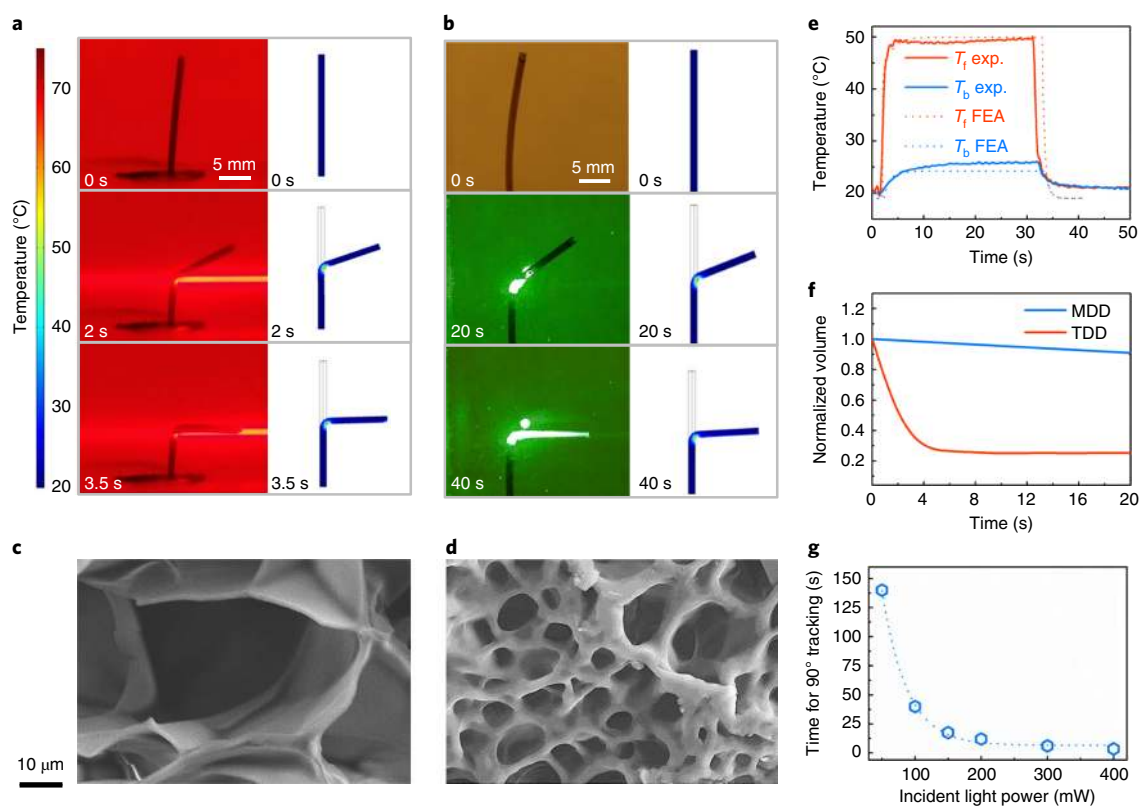 a
Temperature (°C)
70
60
50
40
30
20
5 mm
0 s
0 s
2 s
2 s
3.5 s
3.5 s
b
5 mm
0 s
0 s
20 s
20 s
40 s
40 s
c
10 μm
d
e
Temperature (°C)
50
40
30
20
T_f exp.
T_b exp.
T_f FEA
T_b FEA
0 10 20 30 40 50
Time (s)
f
Normalized volume
1.2
1.0
0.8
0.6
0.4
0.2
MDD
TDD
0 4 8 12 16 20
Time (s)
g
Time for 90° tracking (s)
150
125
100
75
50
25
0
100 200 300 400
Incident light power (mW)